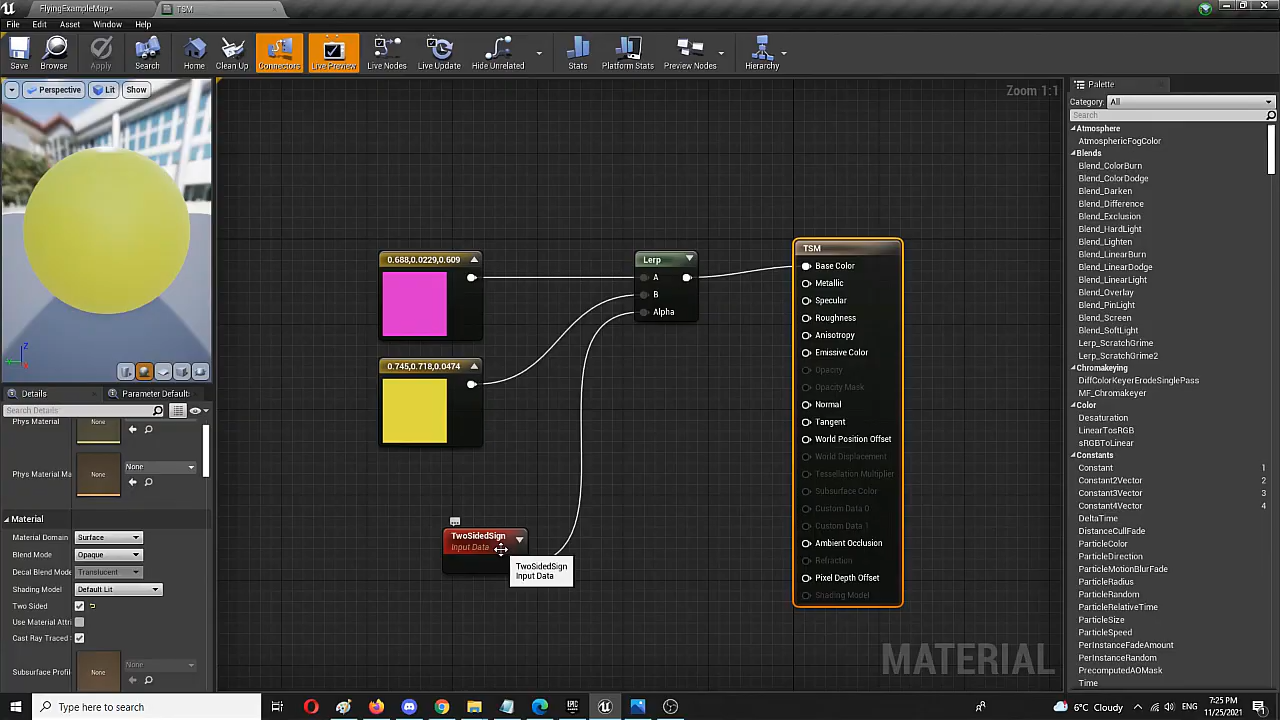 FlyingExampleMap*
TSM
File Edit Asset Window Help
Save Browse Apply Search Home Clean Up Connectors Live Preview Live Nodes Live Update Hide Unrelated Stats Platform Stats Preview Nodes Hierarchy
Perspective Lit Show
Zoom 1:1
0.688,0.0229,0.609
0.745,0.718,0.0474
Lerp
A
B
Alpha
TwoSidedSign
Input Data
TwoSidedSign
Input Data
TSM
Base Color
Metallic
Specular
Roughness
Anisotropy
Emissive Color
Opacity
Opacity Mask
Normal
Tangent
World Position Offset
World Displacement
Tessellation Multiplier
Subsurface Color
Custom Data 0
Custom Data 1
Ambient Occlusion
Refraction
Pixel Depth Offset
Shading Model
MATERIAL
Details Parameter Default
Search Details
Phys Material None
Phys Material Ma None None
Material
Material Domain Surface
Blend Mode Opaque
Decal Blend Mode Translucent
Shading Model Default Lit
Two Sided
Use Material Attri
Cast Ray Traced
Subsurface Profil None None
Palette
Category: All
Search
Atmosphere
AtmosphericFogColor
Blends
Blend_ColorBurn
Blend_ColorDodge
Blend_Darken
Blend_Difference
Blend_Exclusion
Blend_HardLight
Blend_Lighten
Blend_LinearBurn
Blend_LinearDodge
Blend_LinearLight
Blend_Overlay
Blend_PinLight
Blend_Screen
Blend_SoftLight
Lerp_ScratchGrime
Lerp_ScratchGrime2
Chromakeying
DiffColorKeyerErodeSinglePass
MF_Chromakeyer
Color
Desaturation
LinearTosRGB
sRGBToLinear
Constants
Constant 1
Constant2Vector 2
Constant3Vector 3
Constant4Vector 4
DeltaTime
DistanceCullFade
ParticleColor
ParticleDirection
ParticleMotionBlurFade
ParticleRadius
ParticleRandom
ParticleRelativeTime
ParticleSize
ParticleSpeed
PerInstanceFadeAmount
PerInstanceRandom
PrecomputedAOMask
Time
Type here to search
6°C Cloudy
7:25 PM
11/25/2021